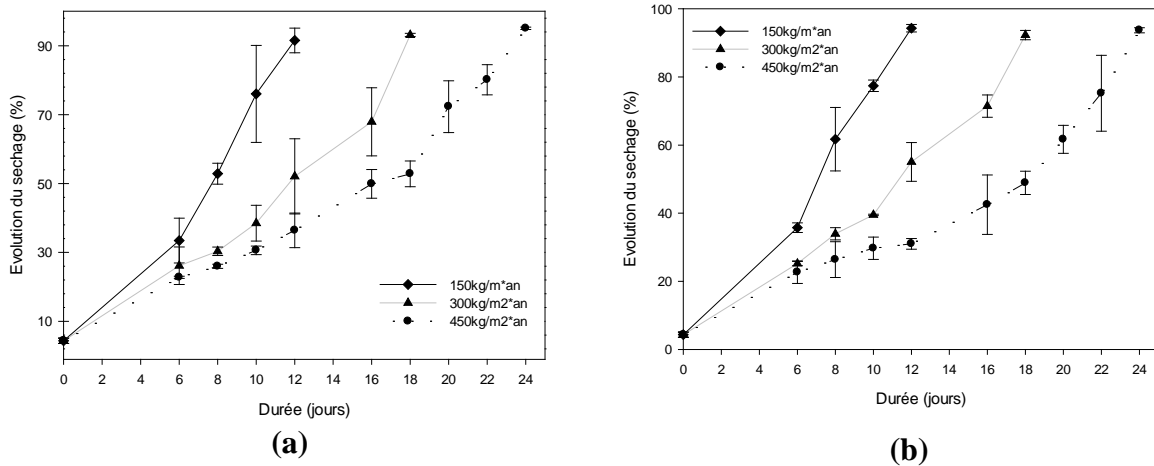 Evolution du sechage (%)
90
70
50
30
10
150kg/m*an
300kg/m2*an
450kg/m2*an
0 2 4 6 8 10 12 14 16 18 20 22 24
Durée (jours)
(a)
Evolution du sechage (%)
100
80
60
40
20
0
150kg/m*an
300kg/m2*an
450kg/m2*an
0 2 4 6 8 10 12 14 16 18 20 22 24
Durée (jours)
(b)